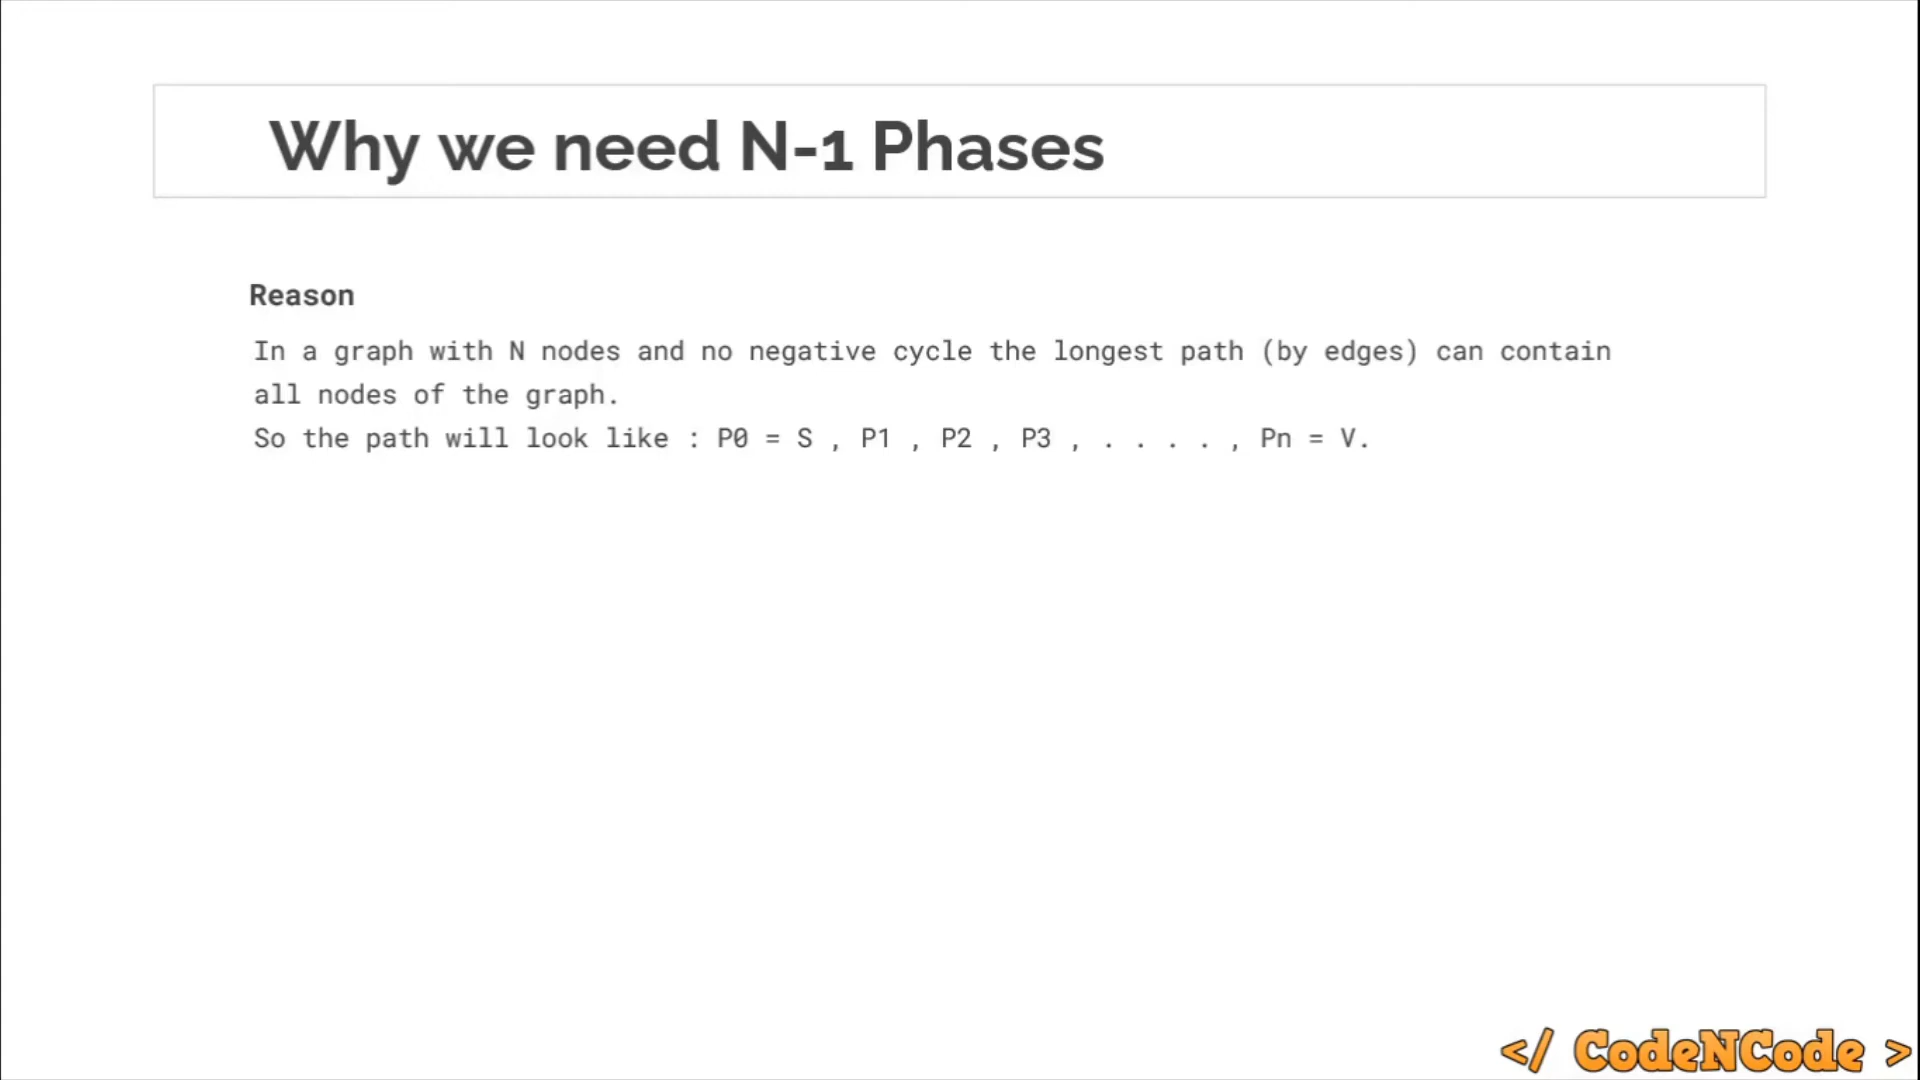 Why we need N-1 Phases
Reason
In a graph with N nodes and no negative cycle the longest path (by edges) can contain
all nodes of the graph.
So the path will look like : P0 = S , P1 , P2 , P3 , . . . . , Pn = V.
</ CodeNCode >